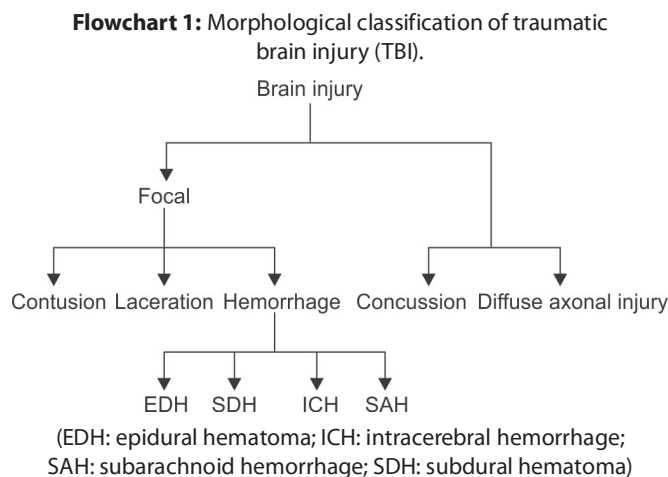 Flowchart 1: Morphological classification of traumatic
brain injury (TBI).
Brain injury
Focal
Contusion Laceration Hemorrhage Concussion Diffuse axonal injury
EDH SDH ICH SAH
(EDH: epidural hematoma; ICH: intracerebral hemorrhage;
SAH: subarachnoid hemorrhage; SDH: subdural hematoma)